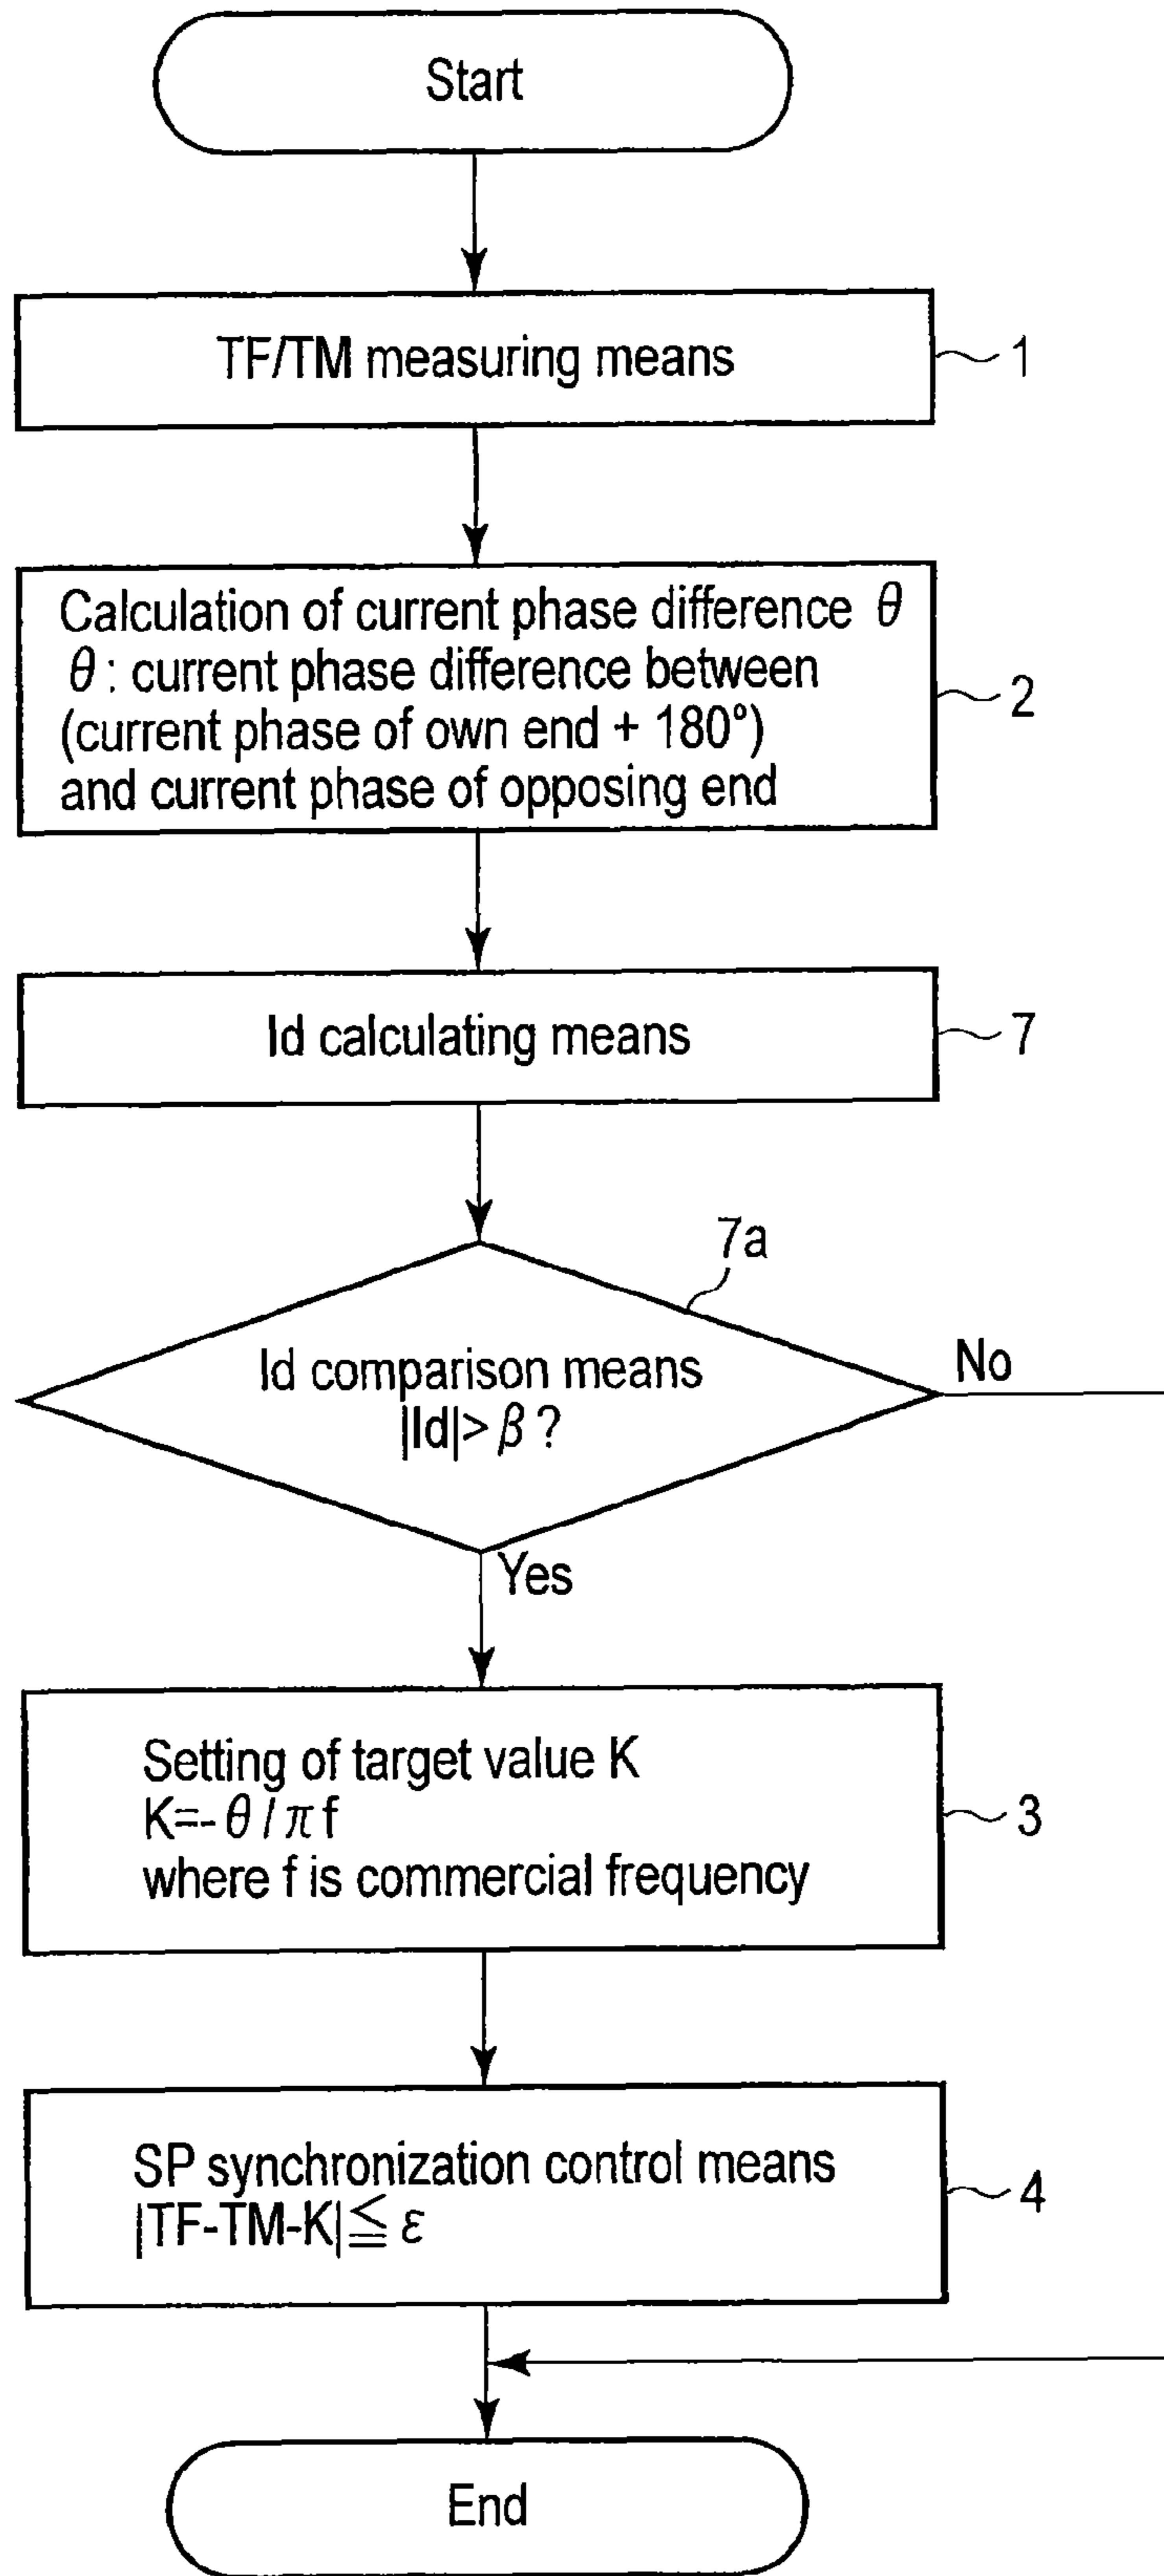 Start
TF/TM measuring means
1
Calculation of current phase difference θ
θ : current phase difference between
(current phase of own end + 180°)
and current phase of opposing end
2
Id calculating means
7
7a
Id comparison means
|Id|> β ?
No
Yes
Setting of target value K
K=- θ / π f
where f is commercial frequency
3
SP synchronization control means
|TF-TM-K|≦ ε
4
End